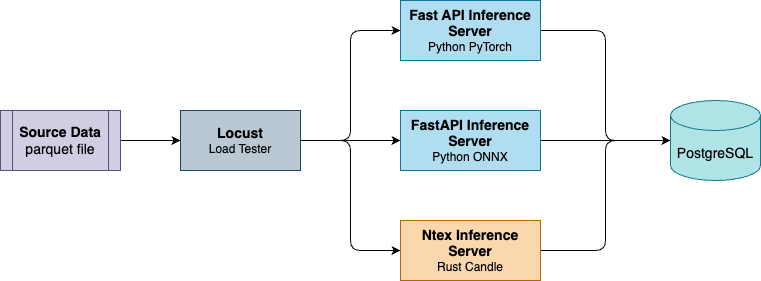 Source Data
parquet file
Locust
Load Tester
Fast API Inference
Server
Python PyTorch
FastAPI Inference
Server
Python ONNX
Ntex Inference
Server
Rust Candle
PostgreSQL